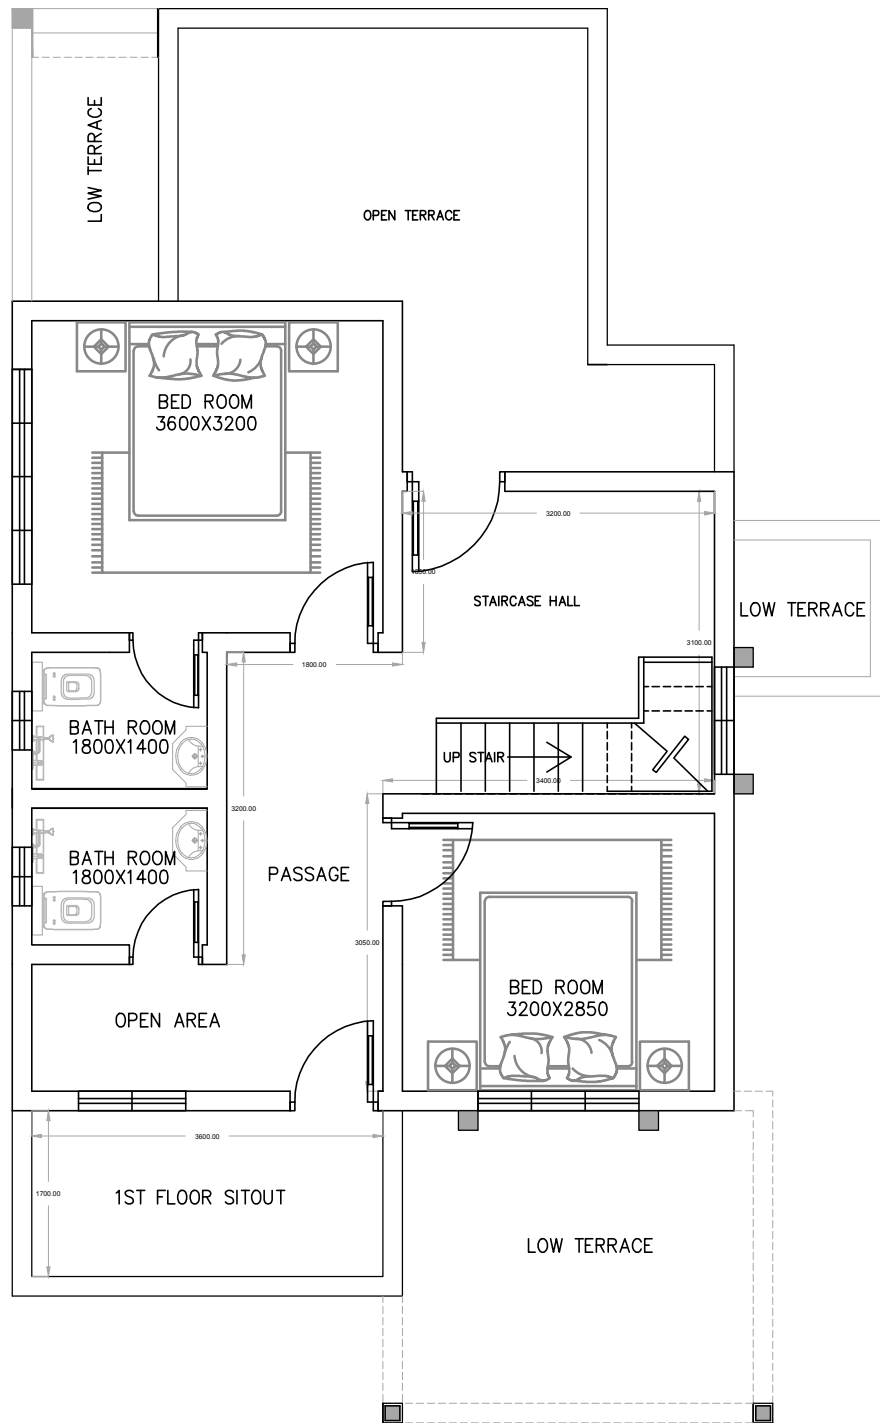 LOW TERRACE
OPEN TERRACE
BED ROOM
3600X3200
3200.00
STAIRCASE HALL
LOW TERRACE
3100.00
1800.00
BATH ROOM
1800X1400
UP STAIR
3400.00
3200.00
BATH ROOM
1800X1400
PASSAGE
3050.00
BED ROOM
3200X2850
OPEN AREA
3600.00
1700.00
1ST FLOOR SITOUT
LOW TERRACE